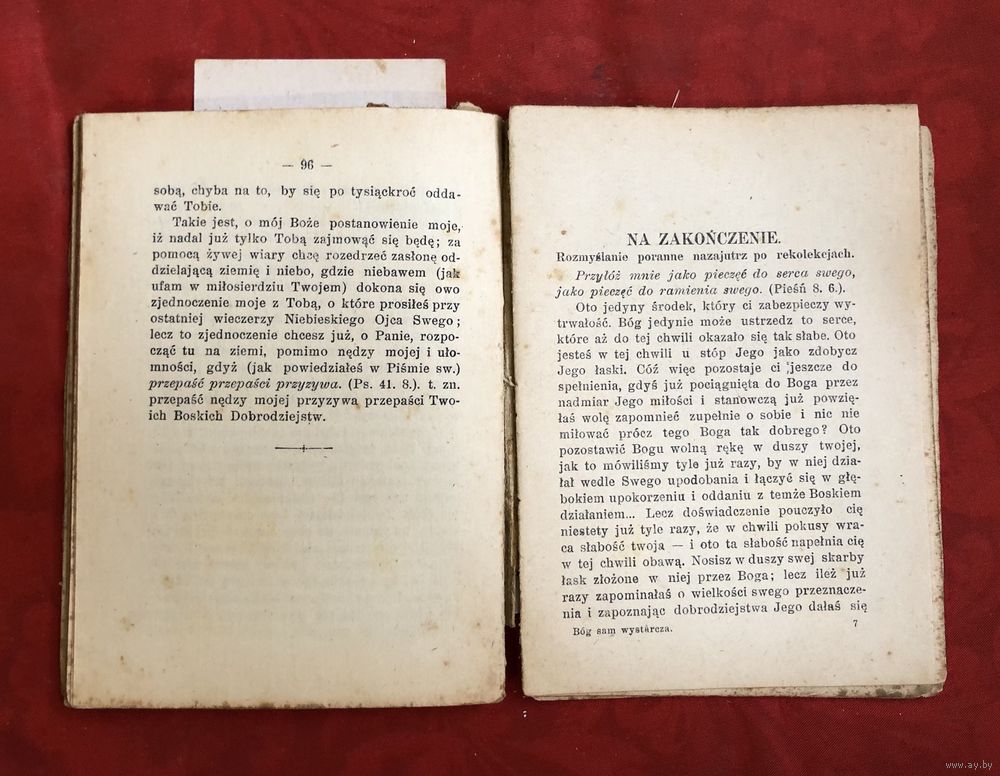 — 96 —
sobą, chyba na to, by się po tysiąckroć odda-
wać Tobie.
Takie jest, o mój Boże postanowienie moje,
iż nadal już tylko Tobą zajmowąć się będę; za
pomocą żywej wiary chcę rozedrzeć zasłonę od-
dzielającą ziemię i niebo, gdzie niebawem (jak
ufam w miłosierdziu Twojem) dokona się owo
zjednoczenie moje z Tobą, o które prosiłeś przy
ostatniej wieczerzy Niebieskiego Ojca Swego;
lecz to zjednoczenie chcesz już, o Panie, rozpo-
cząć tu na ziemi, pomimo nędzy mojej i uło-
mności, gdyż (jak powiedziałeś w Piśmie sw.)
przepaść przepaści przyzywa. (Ps. 41. 8.). t. zn.
przepaść nędzy mojej przyzywa przepaści Two-
ich Boskich Dobrodziejstw.
NA ZAKOŃCZENIE.
Rozmyślanie poranne nazajutrz po rekolekcjach.
Przyłóż mnie jako pieczęć do serca swego,
jako pieczęć do ramienia swego. (Pieśń 8. 6.).
Oto jedyny środek, który ci zabezpieczy wy-
trwałość. Bóg jedynie może ustrzedz to serce,
które aż do tej chwili okazało się tak słabe. Oto
jesteś w tej chwili u stóp Jego jako zdobycz
Jego łaski. Cóż więc pozostaje ci jeszcze do
spełnienia, gdyś już pociągnięta do Boga przez
nadmiar Jego miłości i stanowczą już powzię-
łaś wolę zapomnieć zupełnie o sobie i nic nie
miłować prócz tego Boga tak dobrego? Oto
pozostawić Bogu wolną rękę w duszy twojej,
jak to mówiliśmy tyle już razy, by w niej dzia-
łał wedle Swego upodobania i łączyć się w głę-
bokiem upokorzeniu i oddaniu z temże Boskiem
działaniem... Lecz doświadczenie pouczyło cię
niestety już tyle razy, że w chwili pokusy wra-
ca słabość twoja — i oto ta słabość napełnia cię
w tej chwili obawą. Nosisz w duszy swej skarby
łask złożone w niej przez Boga; lecz ileż już
razy zapominałaś o wielkości swego przeznacze-
nia i zapoznając dobrodziejstwa Jego dałaś się
Bóg sam wystarcza. 7
www.ay.by